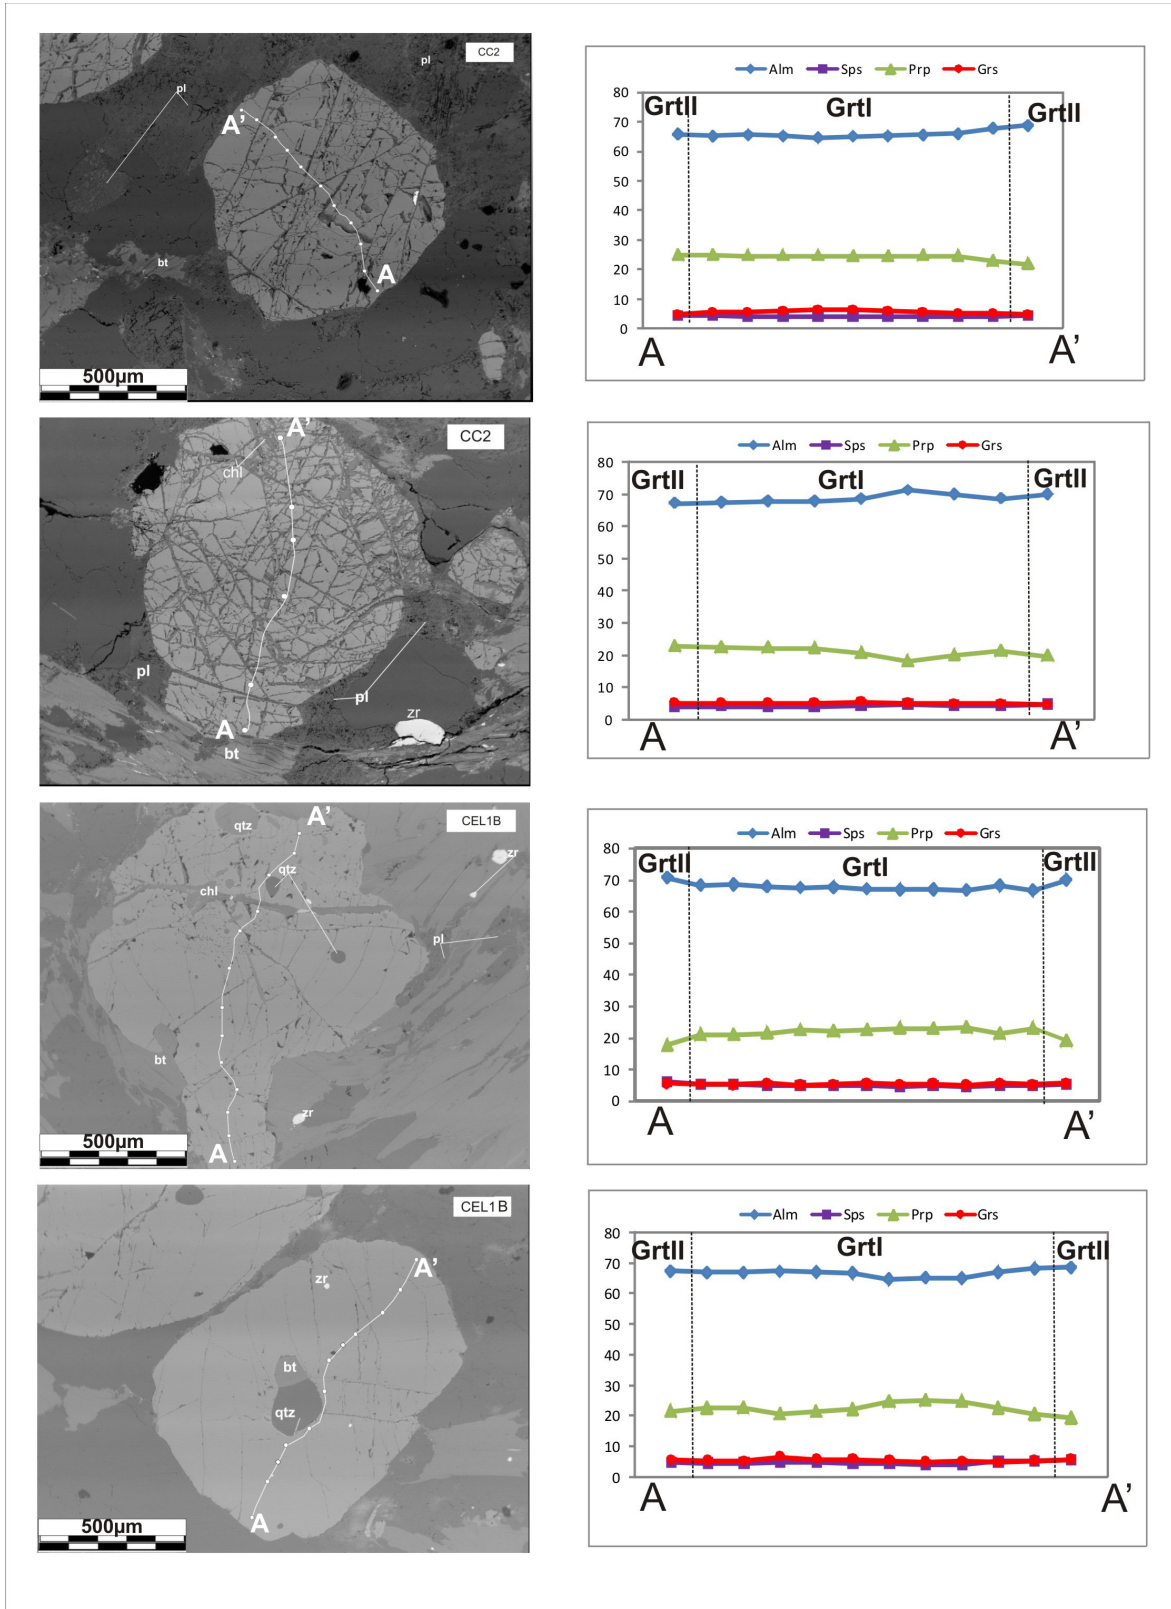 CC2
pl
pl
A'
bt
A
500µm
Alm Sps Prp Grs
GrtII GrtI GrtII
80
70
60
50
40
30
20
10
0
A A'
CC2
A'
chl
pl
pl
A
zr
bt
Alm Sps Prp Grs
GrtII GrtI GrtII
80
70
60
50
40
30
20
10
0
A A'
CEL1B
A'
qtz
qtz
zr
chl
pl
bt
zr
A
500µm
Alm Sps Prp Grs
GrtII GrtI GrtII
80
70
60
50
40
30
20
10
0
A A'
CEL1B
A'
zr
bt
qtz
A
500µm
Alm Sps Prp Grs
GrtII GrtI GrtII
80
70
60
50
40
30
20
10
0
A A'